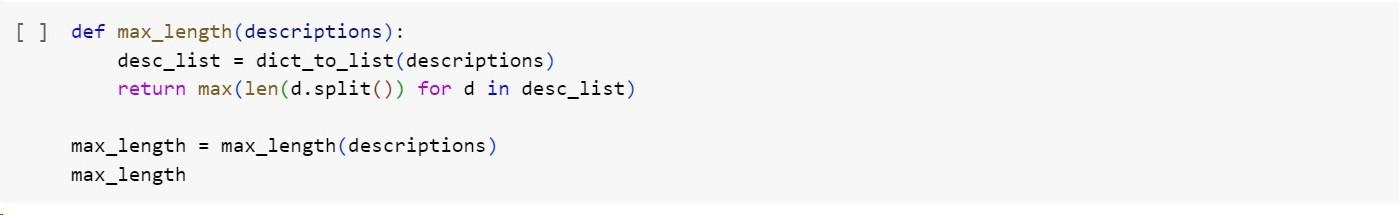 [ ] def max_length(descriptions):
    desc_list = dict_to_list(descriptions)
    return max(len(d.split()) for d in desc_list)
max_length = max_length(descriptions)
max_length